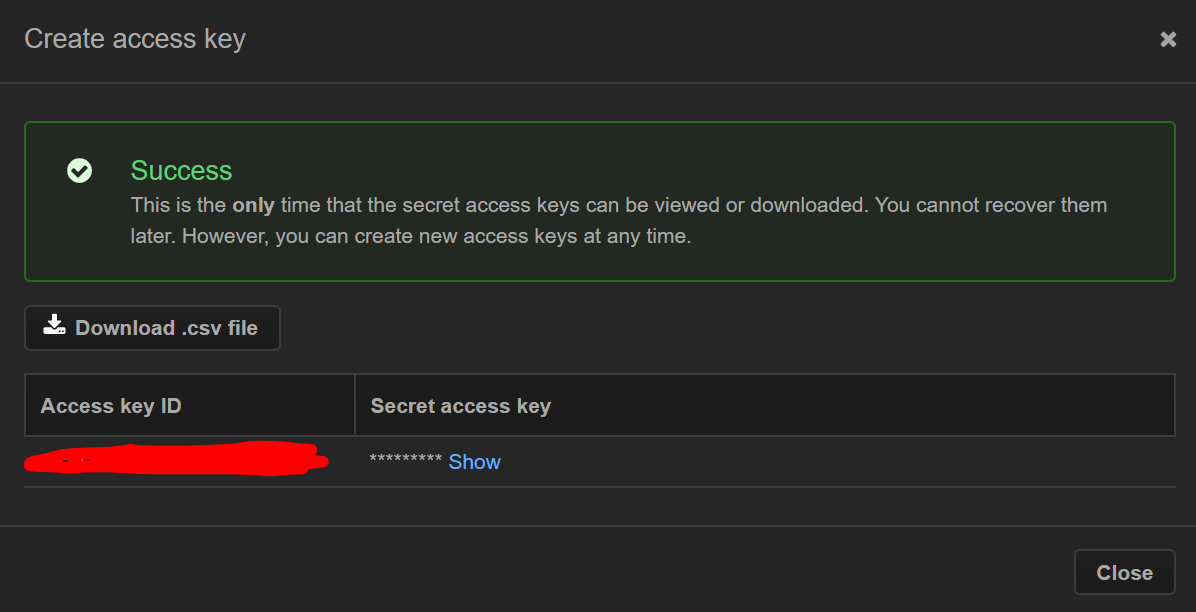 Create access key
Success
This is the only time that the secret access keys can be viewed or downloaded. You cannot recover them
later. However, you can create new access keys at any time.
Download .csv file
Access key ID Secret access key
********* Show
Close